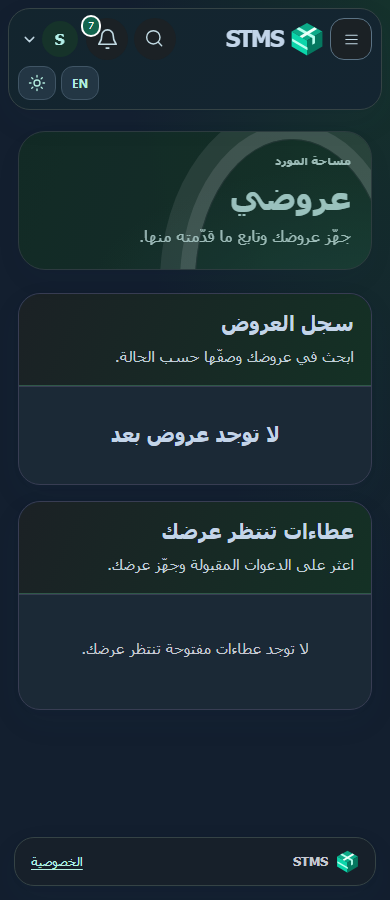 STMS
7
S
EN
مساحة المورد
عروضي
جهّز عروضك وتابع ما قدّمته منها.
سجل العروض
ابحث في عروضك وصفّها حسب الحالة.
لا توجد عروض بعد
عطاءات تنتظر عرضك
اعثر على الدعوات المقبولة وجهّز عرضك.
لا توجد عطاءات مفتوحة تنتظر عرضك.
STMS
الخصوصية